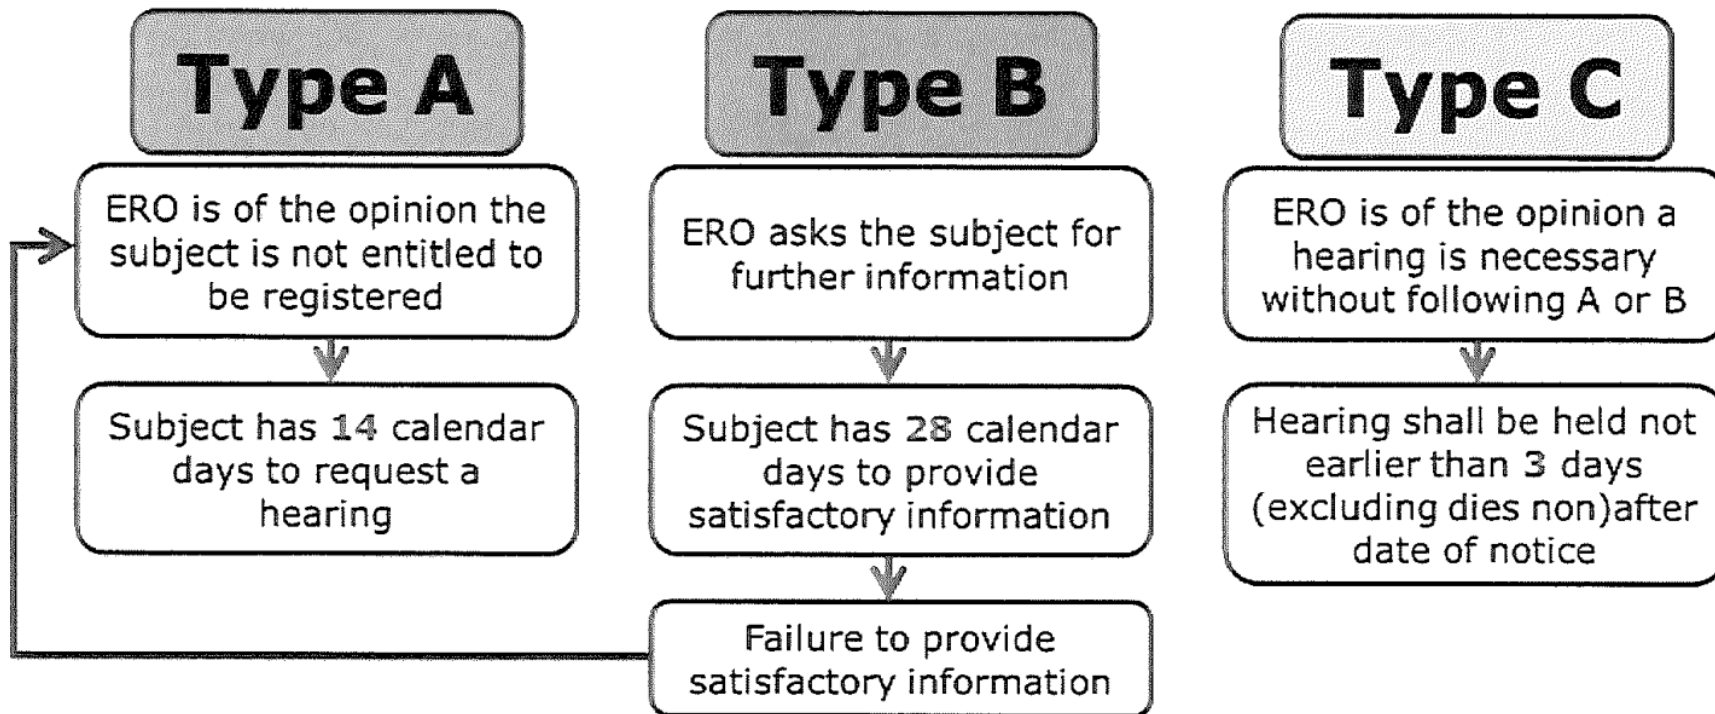 Type A
ERO is of the opinion the
subject is not entitled to
be registered
Subject has 14 calendar
days to request a
hearing
Type B
ERO asks the subject for
further information
Subject has 28 calendar
days to provide
satisfactory information
Failure to provide
satisfactory information
Type C
ERO is of the opinion a
hearing is necessary
without following A or B
Hearing shall be held not
earlier than 3 days
(excluding dies non)after
date of notice